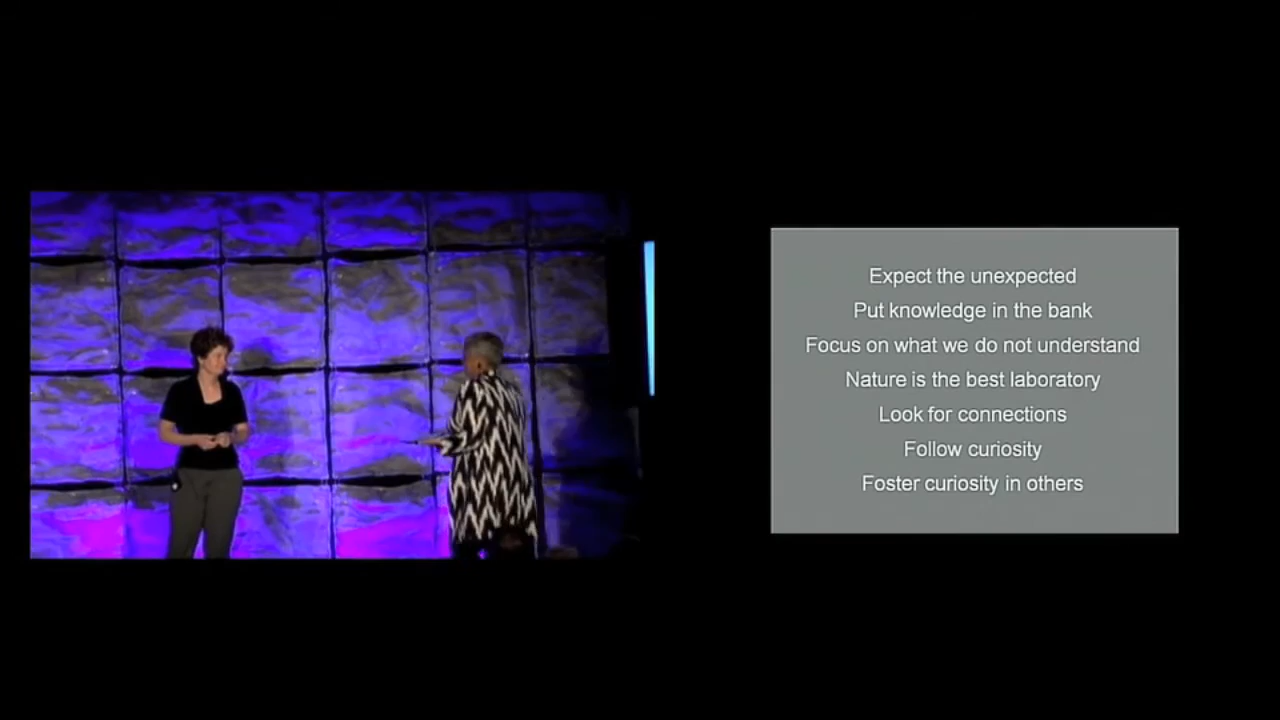 Expect the unexpected
Put knowledge in the bank
Focus on what we do not understand
Nature is the best laboratory
Look for connections
Follow curiosity
Foster curiosity in others